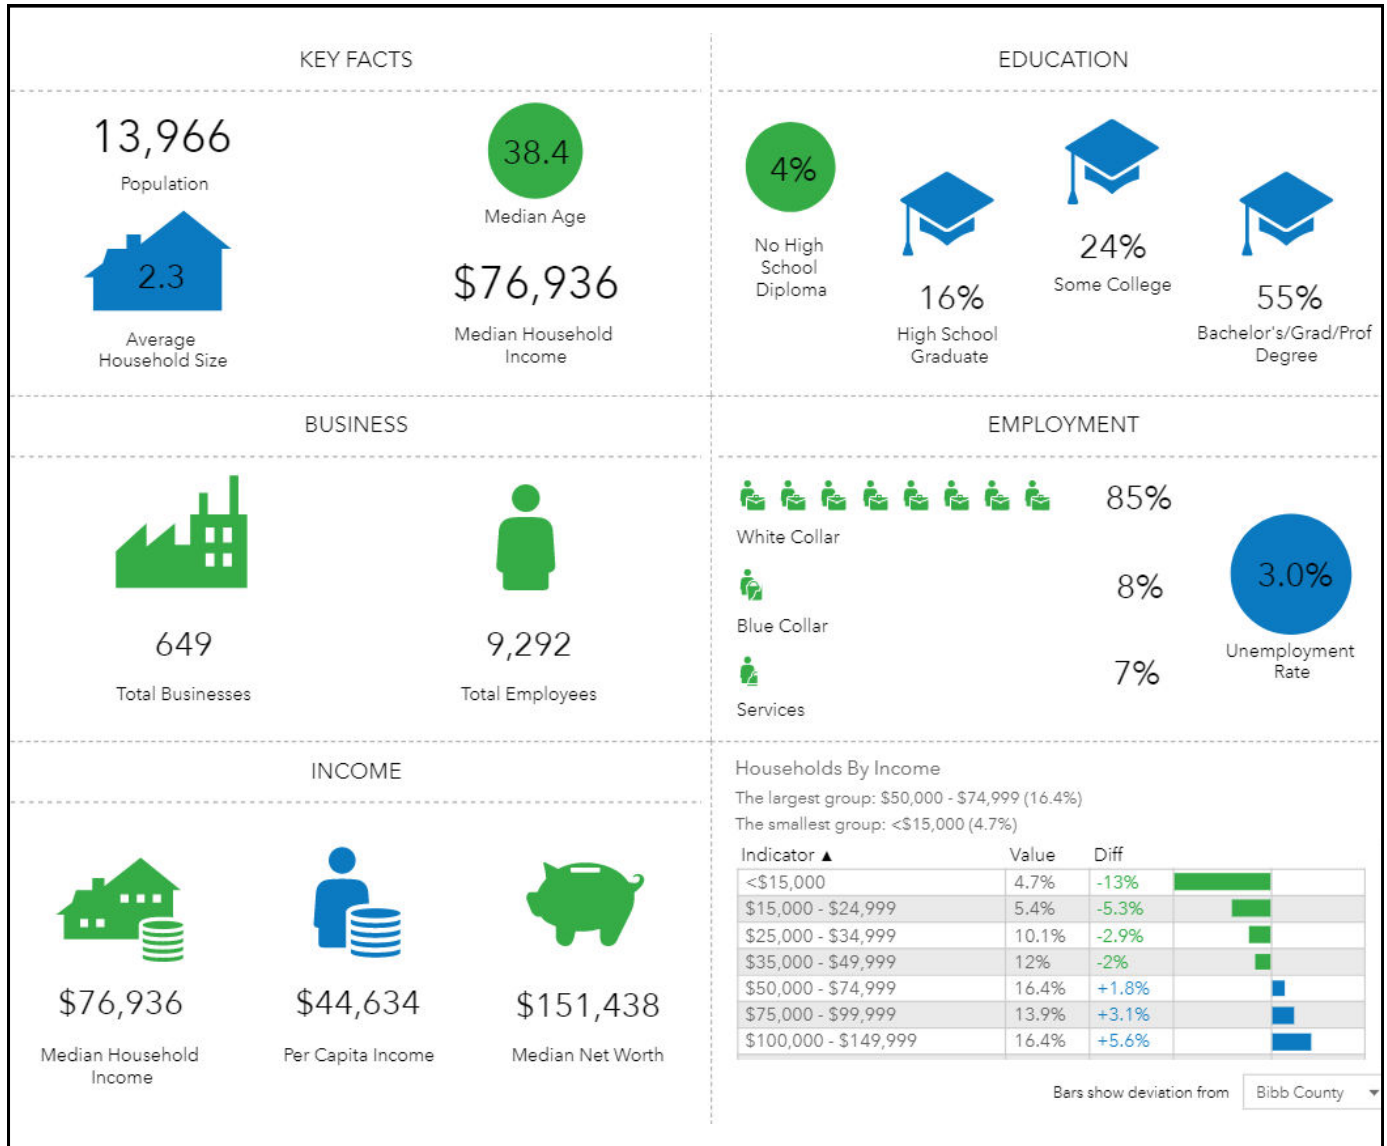 KEY FACTS
13,966
Population
38.4
Median Age
2.3
Average
Household Size
$76,936
Median Household
Income
EDUCATION
4%
No High
School
Diploma
16%
High School
Graduate
24%
Some College
55%
Bachelor's/Grad/Prof
Degree
BUSINESS
649
Total Businesses
9,292
Total Employees
EMPLOYMENT
85%
White Collar
8%
Blue Collar
7%
Services
3.0%
Unemployment
Rate
INCOME
$76,936
Median Household
Income
$44,634
Per Capita Income
$151,438
Median Net Worth
Households By Income
The largest group: $50,000 - $74,999 (16.4%)
The smallest group: <$15,000 (4.7%)
Indicator ▲ Value Diff
<$15,000 4.7% -13%
$15,000 - $24,999 5.4% -5.3%
$25,000 - $34,999 10.1% -2.9%
$35,000 - $49,999 12% -2%
$50,000 - $74,999 16.4% +1.8%
$75,000 - $99,999 13.9% +3.1%
$100,000 - $149,999 16.4% +5.6%
Bars show deviation from Bibb County